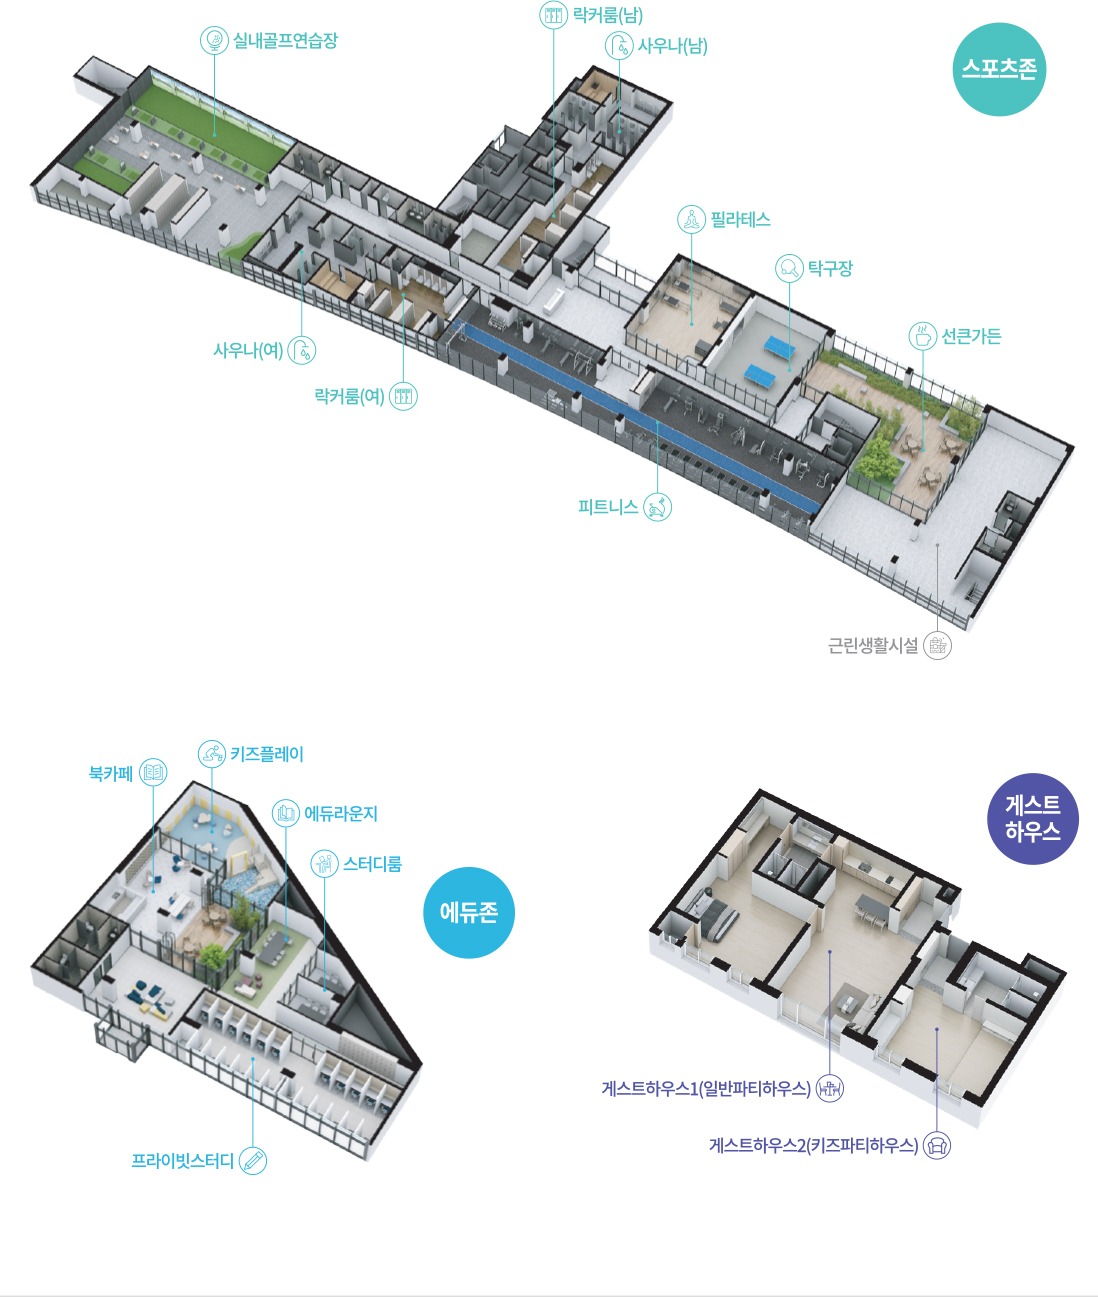 락커룸(남)
실내골프연습장
사우나(남)
스포츠존
필라테스
탁구장
선큰가든
사우나(여)
락커룸(여)
피트니스
근린생활시설
키즈플레이
북카페
에듀라운지
스터디룸
에듀존
프라이빗스터디
게스트
하우스
게스트하우스1(일반파티하우스)
게스트하우스2(키즈파티하우스)